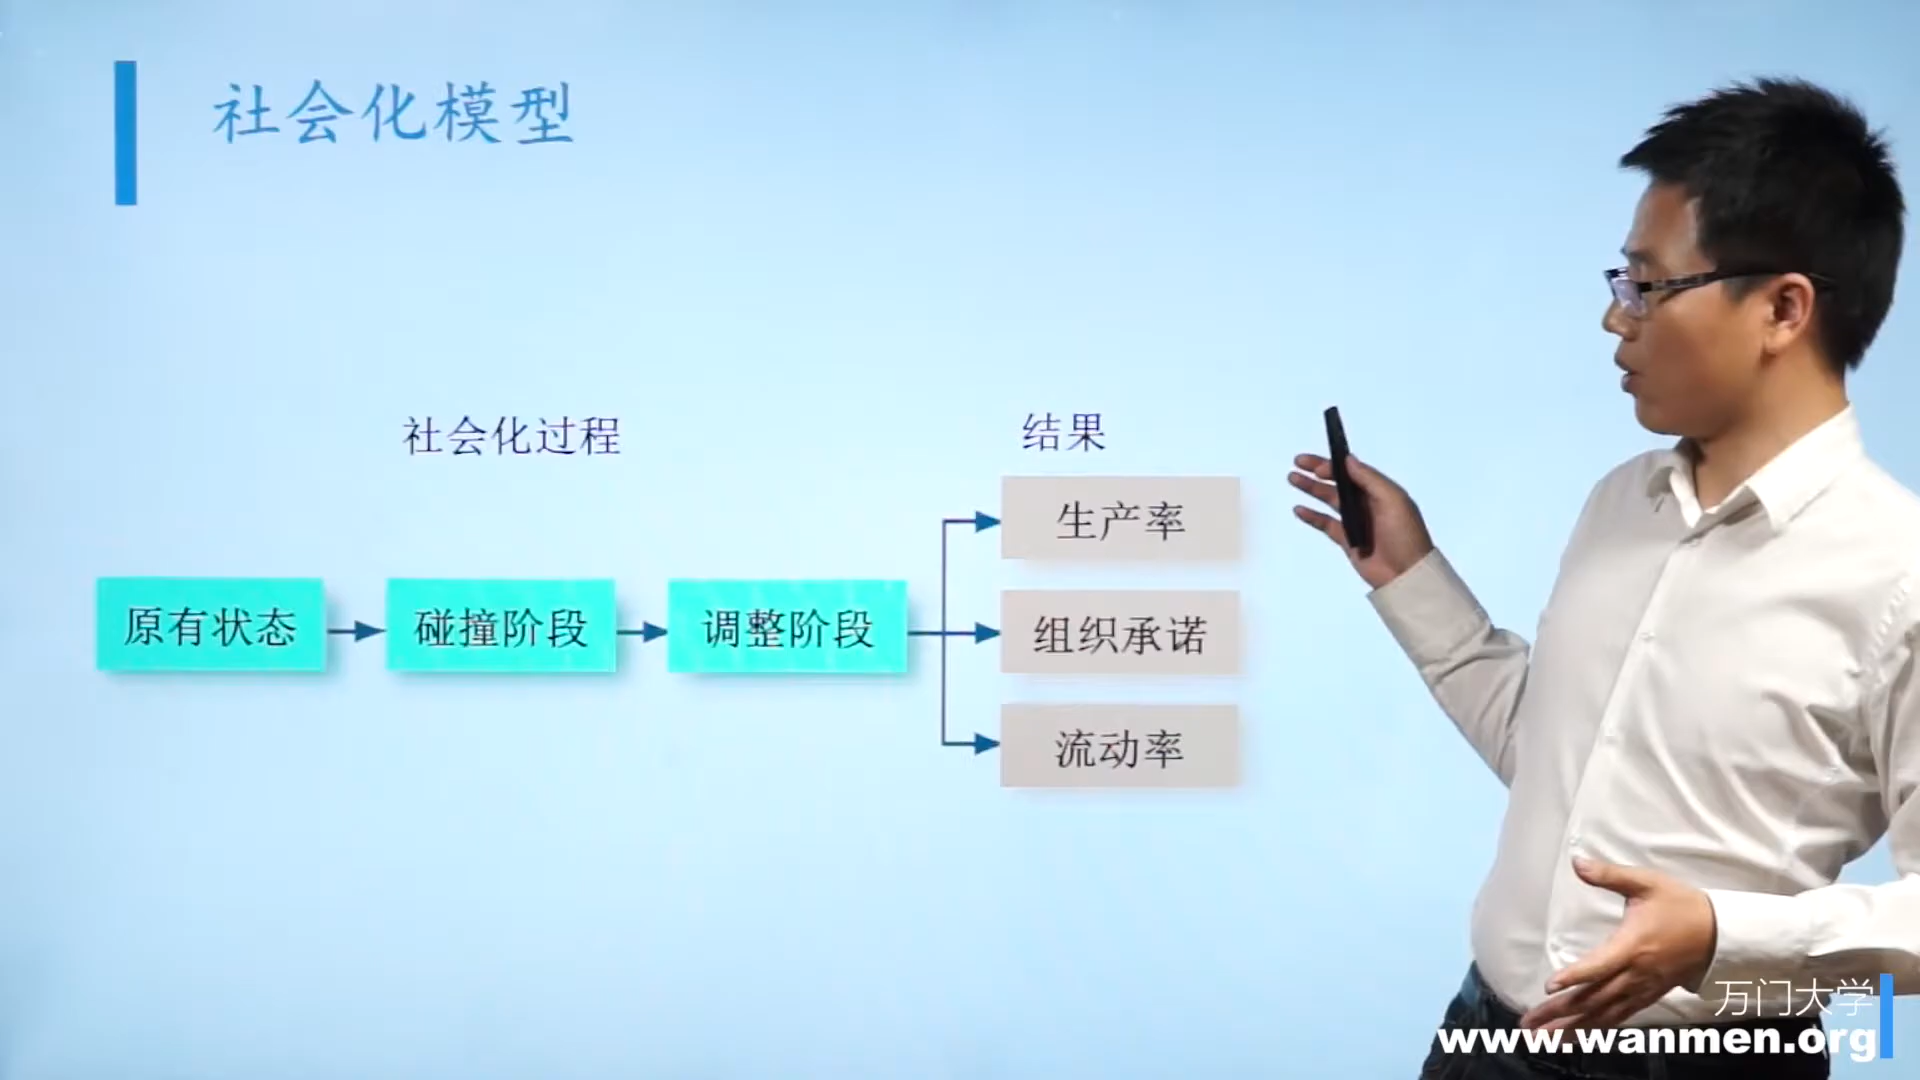 社会化模型
社会化过程
结果
生产率
原有状态
碰撞阶段
调整阶段
组织承诺
流动率
万门大学
www.wanmen.org